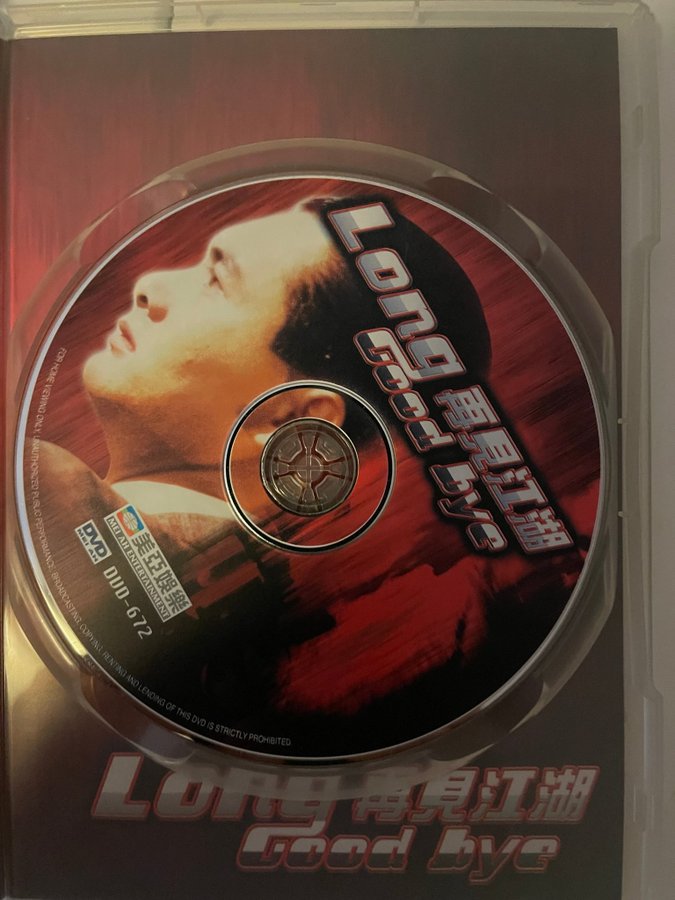 Long
再見江湖
Good bye
美亞娛樂
MEI AH ENTERTAINMENT
DVD
DVD-672
FOR HOME VIEWING ONLY. UNAUTHORIZED PUBLIC PERFORMANCE, BROADCASTING, COPYING, RENTING AND LENDING OF THIS DVD IS STRICTLY PROHIBITED
Long 再見江湖
Good bye